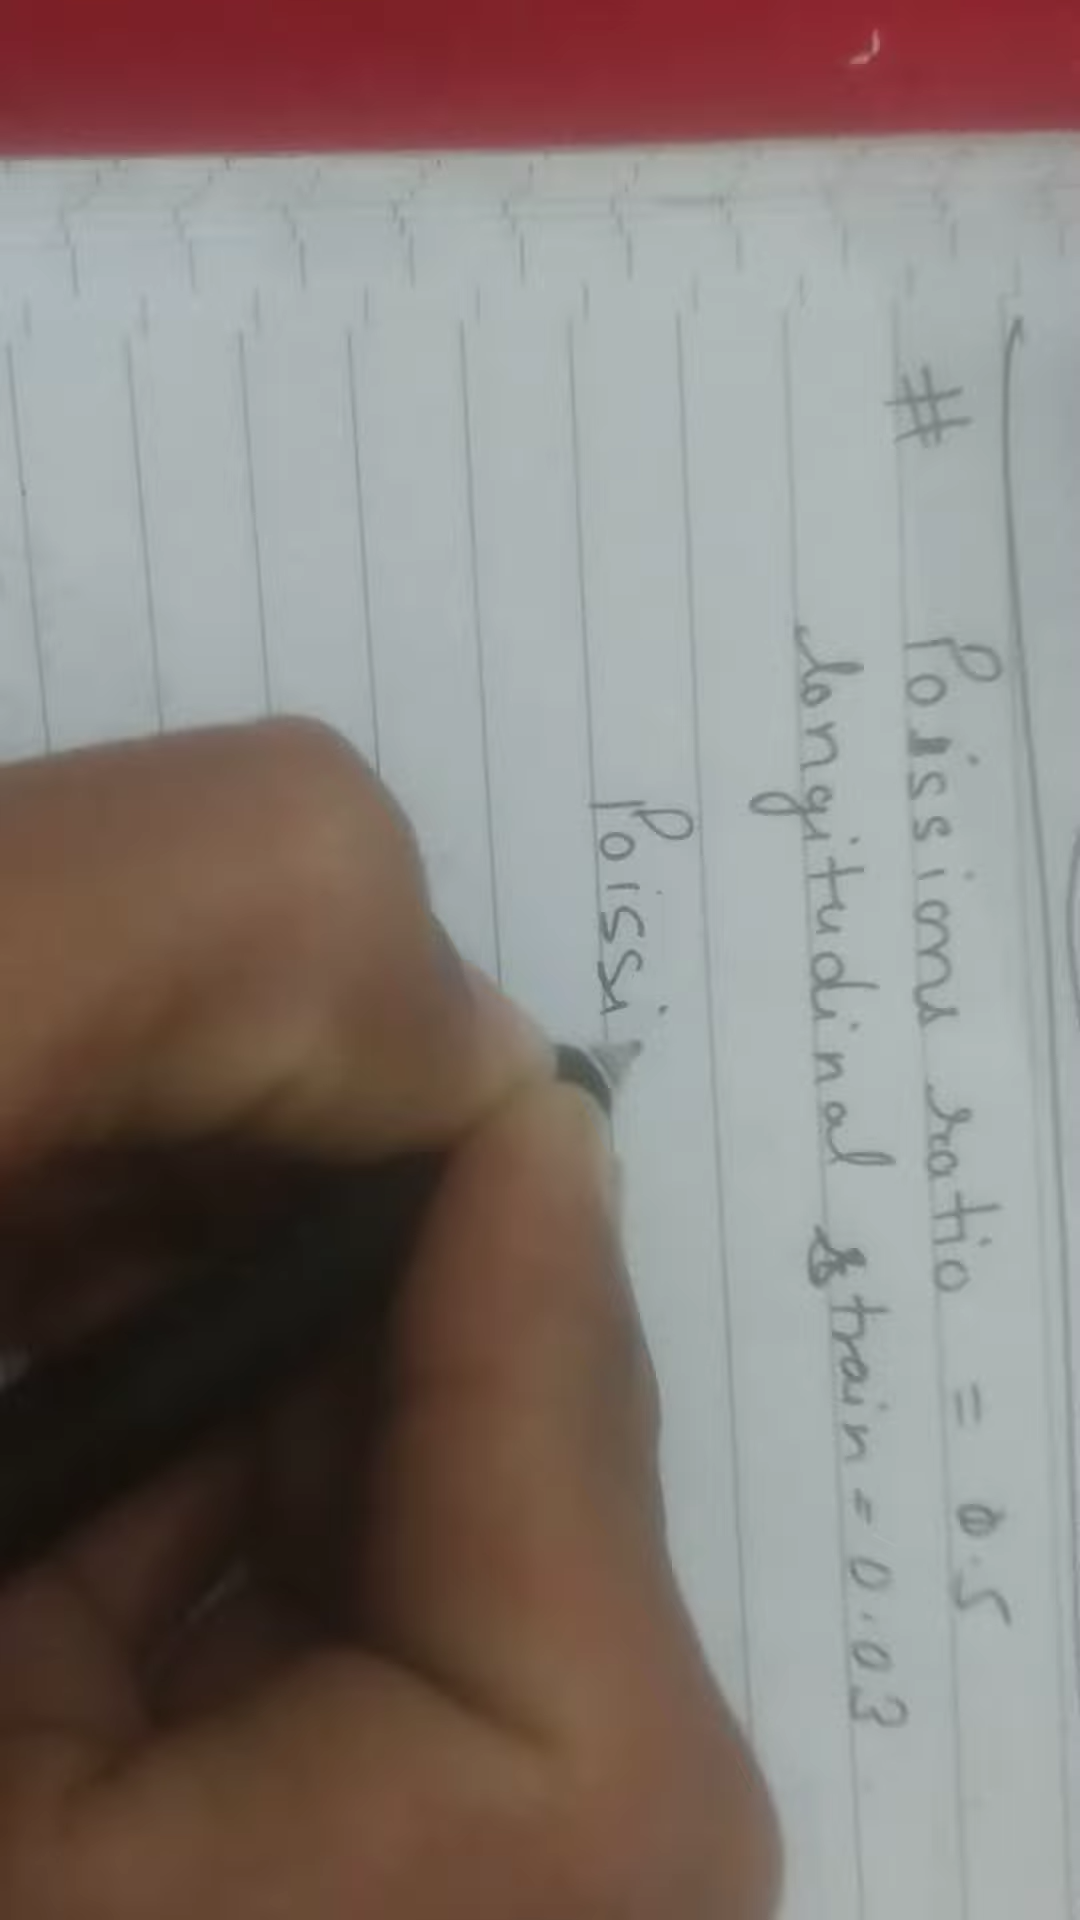 # Poissions ratio = 0.5
longitudinal strain = 0.03
Poissi